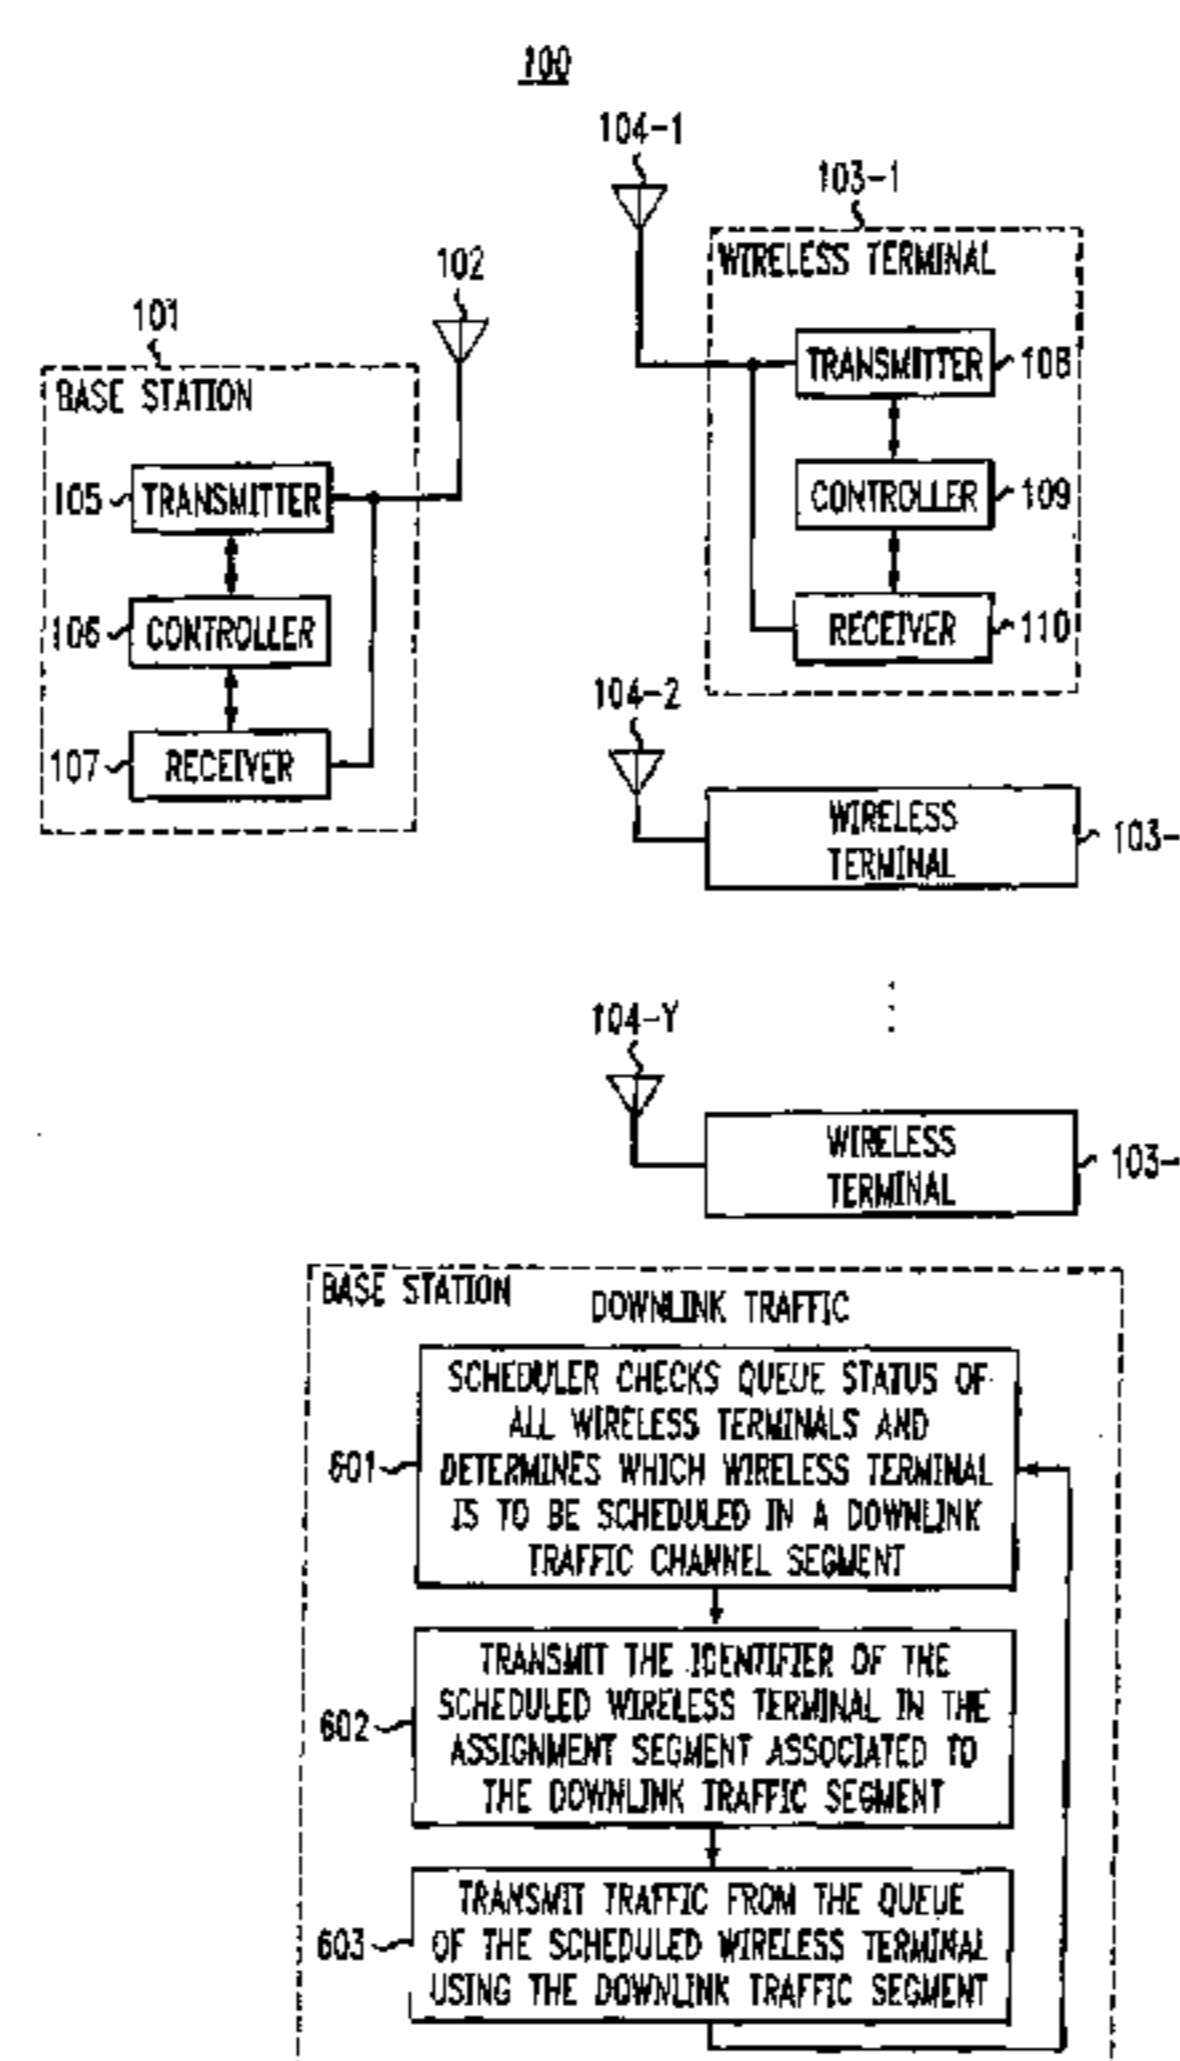 100
104-1
103-1
WIRELESS TERMINAL
102
101
BASE STATION
TRANSMITTER
108
105
TRANSMITTER
CONTROLLER
109
106
CONTROLLER
RECEIVER
110
104-2
107
RECEIVER
WIRELESS
TERMINAL
103-
104-Y
WIRELESS
TERMINAL
103-
BASE STATION
DOWNLINK TRAFFIC
SCHEDULER CHECKS QUEUE STATUS OF
ALL WIRELESS TERMINALS AND
601
DETERMINES WHICH WIRELESS TERMINAL
IS TO BE SCHEDULED IN A DOWNLINK
TRAFFIC CHANNEL SEGMENT
TRANSMIT THE IDENTIFIER OF THE
SCHEDULED WIRELESS TERMINAL IN THE
602
ASSIGNMENT SEGMENT ASSOCIATED TO
THE DOWNLINK TRAFFIC SEGMENT
TRANSMIT TRAFFIC FROM THE QUEUE
603
OF THE SCHEDULED WIRELESS TERMINAL
USING THE DOWNLINK TRAFFIC SEGMENT